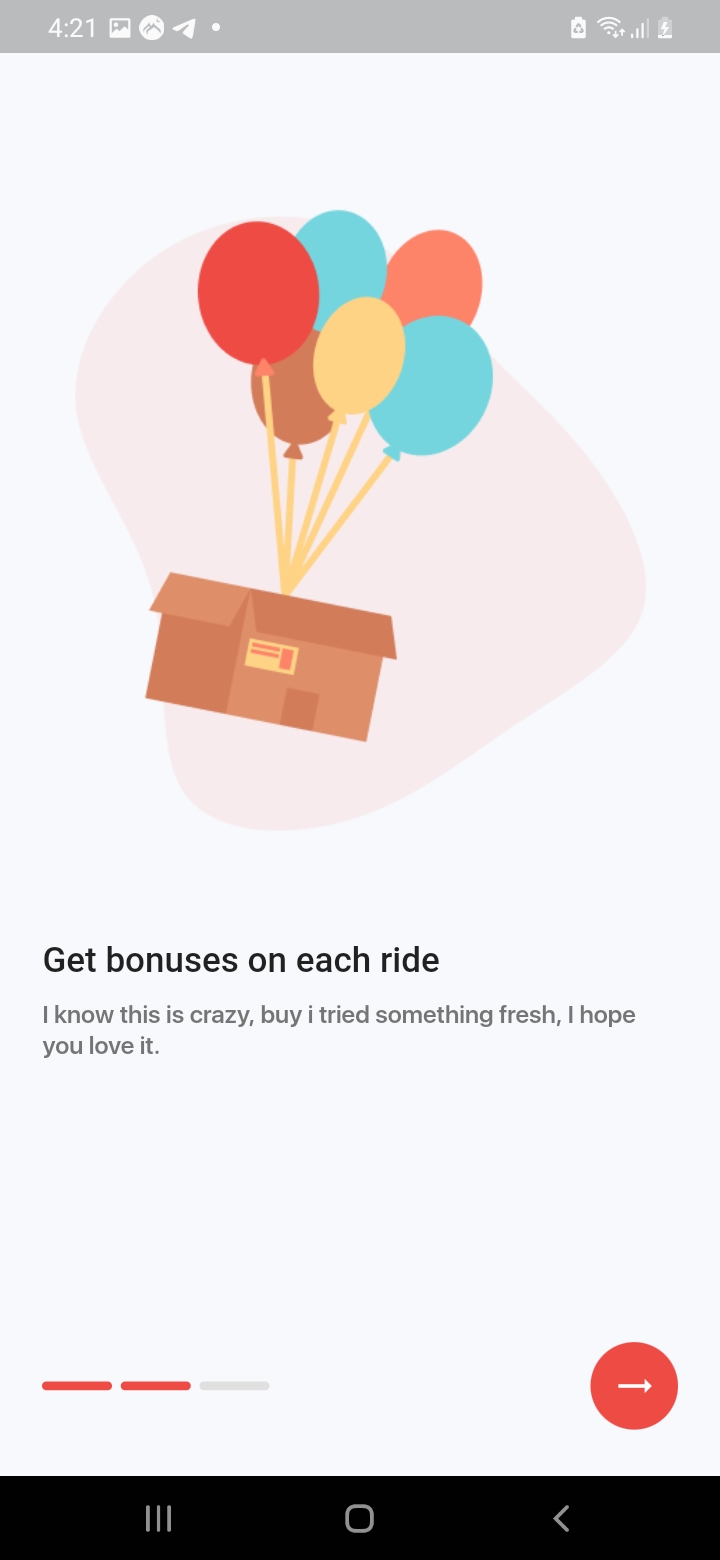 4:21
Get bonuses on each ride
I know this is crazy, buy i tried something fresh, I hope
you love it.